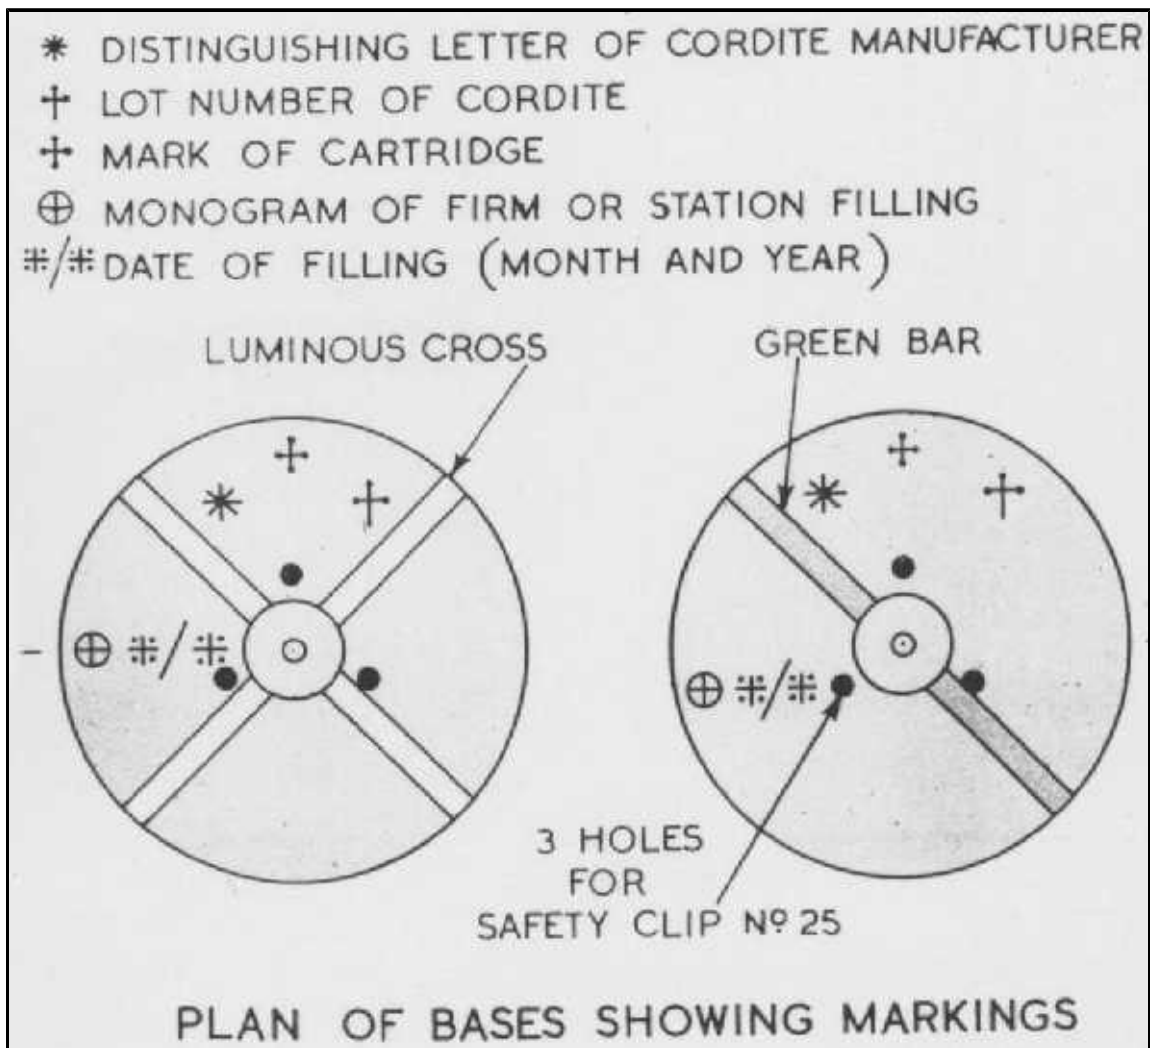 * DISTINGUISHING LETTER OF CORDITE MANUFACTURER
† LOT NUMBER OF CORDITE
✢ MARK OF CARTRIDGE
⊕ MONOGRAM OF FIRM OR STATION FILLING
⁜/⁜ DATE OF FILLING (MONTH AND YEAR)
LUMINOUS CROSS
GREEN BAR
3 HOLES
FOR
SAFETY CLIP Nº 25
PLAN OF BASES SHOWING MARKINGS